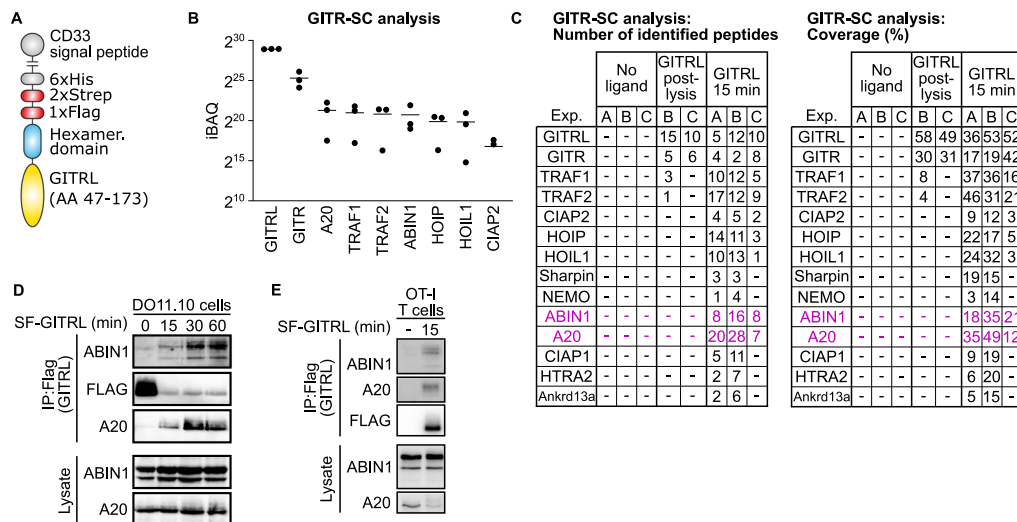 A
CD33
signal peptide
6xHis
2xStrep
1xFlag
Hexamer.
domain
GITRL
(AA 47-173)
B
GITR-SC analysis
iBAQ
2^30
2^25
2^20
2^15
2^10
GITRL
GITR
A20
TRAF1
TRAF2
ABIN1
HOIP
HOIL1
CIAP2
C
GITR-SC analysis:
Number of identified peptides
No ligand GITRL post-lysis GITRL 15 min
Exp. A B C B C A B C
GITRL - - - 15 10 5 12 10
GITR - - - 5 6 4 2 8
TRAF1 - - - 3 - 10 12 5
TRAF2 - - - 1 - 17 12 9
CIAP2 - - - - - 4 5 2
HOIP - - - - - 14 11 3
HOIL1 - - - - - 10 13 1
Sharpin - - - - - 3 3 -
NEMO - - - - - 1 4 -
ABIN1 - - - - - 8 16 8
A20 - - - - - 20 28 7
CIAP1 - - - - - 5 11 -
HTRA2 - - - - - 2 7 -
Ankrd13a - - - - - 2 6 -
GITR-SC analysis:
Coverage (%)
No ligand GITRL post-lysis GITRL 15 min
Exp. A B C B C A B C
GITRL - - - 58 49 36 53 52
GITR - - - 30 31 17 19 42
TRAF1 - - - 8 - 37 36 16
TRAF2 - - - 4 - 46 31 21
CIAP2 - - - - - 9 12 3
HOIP - - - - - 22 17 5
HOIL1 - - - - - 24 32 3
Sharpin - - - - - 19 15 -
NEMO - - - - - 3 14 -
ABIN1 - - - - - 18 35 21
A20 - - - - - 35 49 12
CIAP1 - - - - - 9 19 -
HTRA2 - - - - - 6 20 -
Ankrd13a - - - - - 5 15 -
D
DO11.10 cells
SF-GITRL (min) 0 15 30 60
IP:Flag
(GITRL)
ABIN1
FLAG
A20
Lysate
ABIN1
A20
E
OT-I
T cells
SF-GITRL (min) - 15
IP:Flag
(GITRL)
ABIN1
A20
FLAG
Lysate
ABIN1
A20